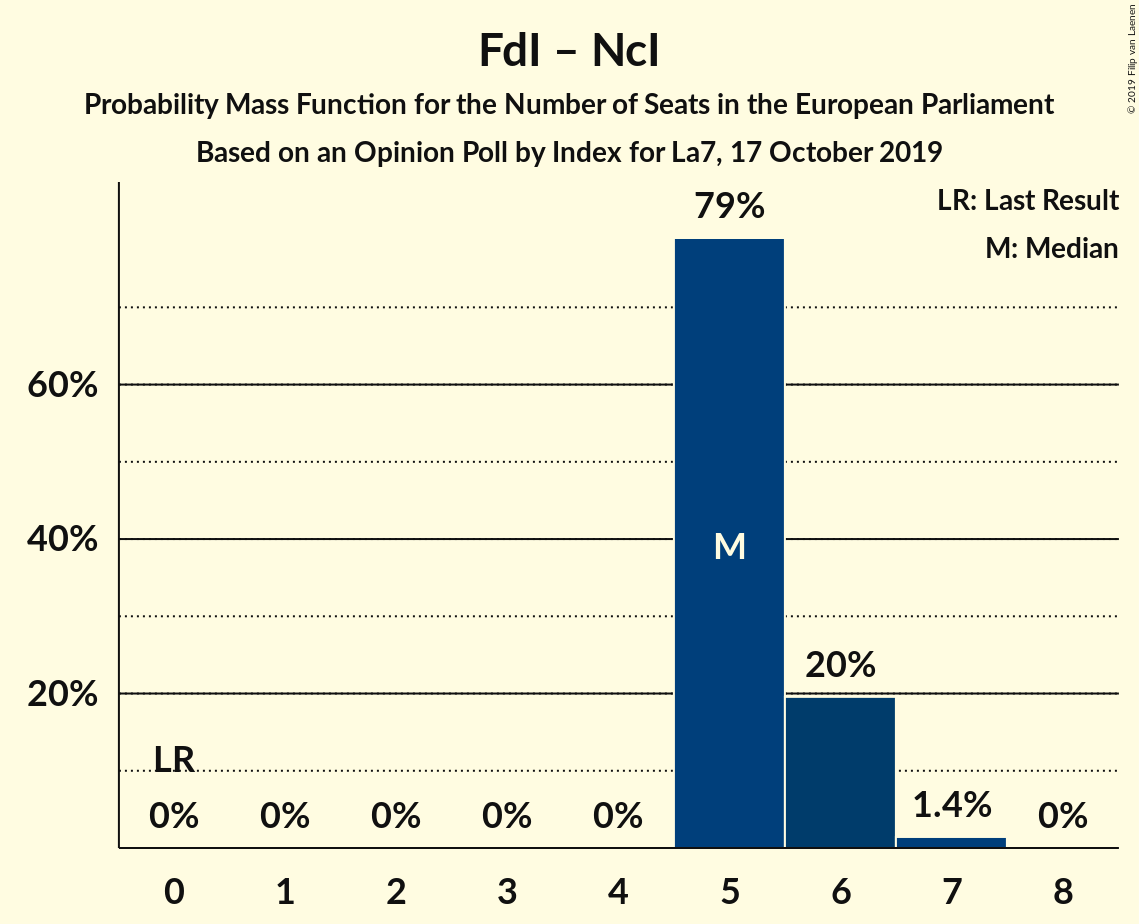 FdI – NcI
Probability Mass Function for the Number of Seats in the European Parliament
Based on an Opinion Poll by Index for La7, 17 October 2019
© 2019 Filip van Laenen
LR: Last Result
M: Median
79%
60%
40%
20%
M
20%
LR
0%
0%
0%
0%
0%
1.4%
0%
0
1
2
3
4
5
6
7
8